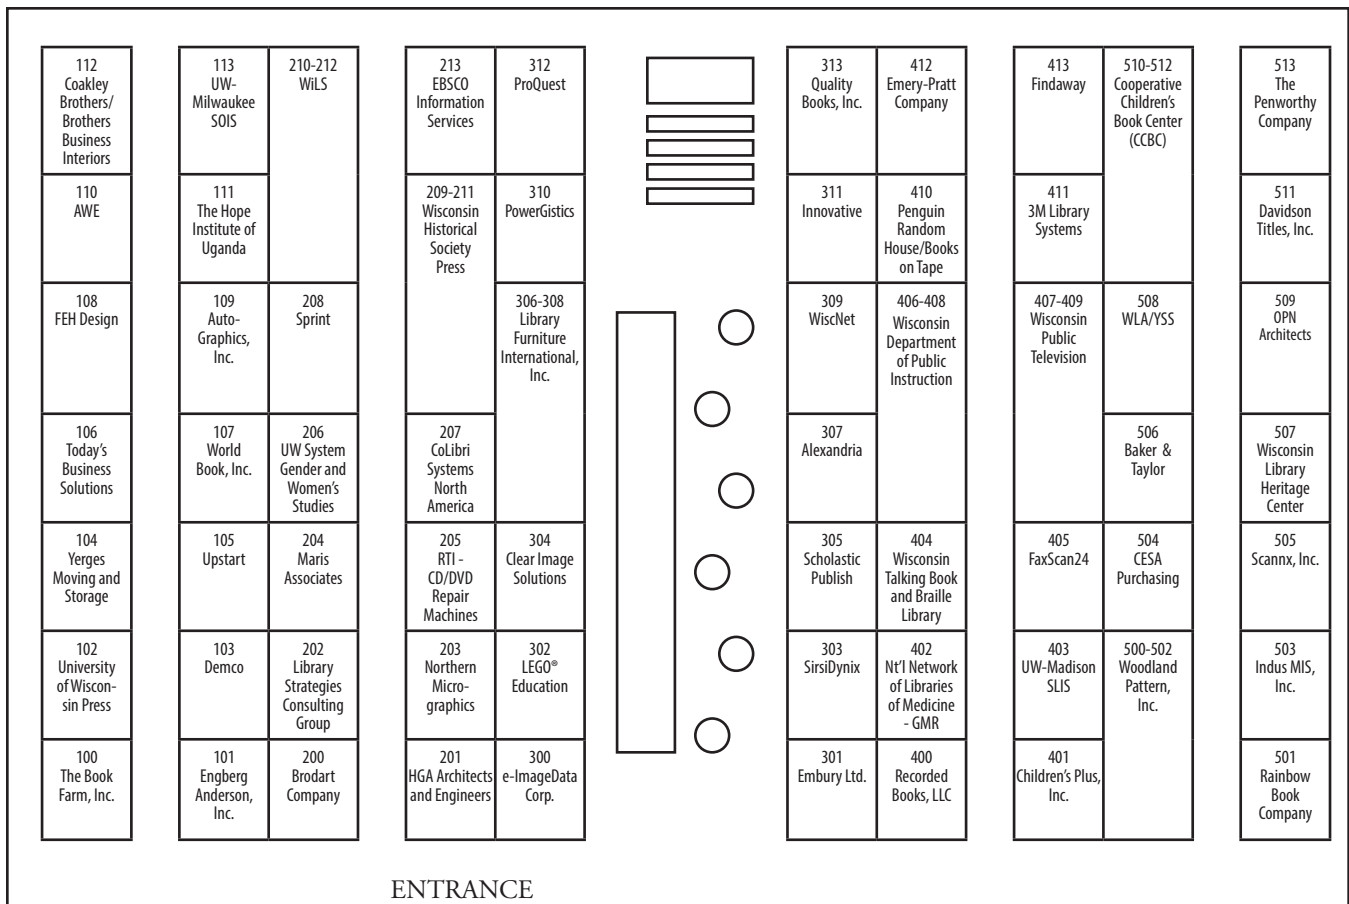 112
Coakley
Brothers/
Brothers
Business
Interiors
110
AWE
108
FEH Design
106
Today's
Business
Solutions
104
Yerges
Moving and
Storage
102
University
of Wiscon-
sin Press
100
The Book
Farm, Inc.
113
UW-
Milwaukee
SOIS
111
The Hope
Institute of
Uganda
109
Auto-
Graphics,
Inc.
107
World
Book, Inc.
105
Upstart
103
Demco
101
Engberg
Anderson,
Inc.
210-212
WiLS
208
Sprint
206
UW System
Gender and
Women's
Studies
204
Maris
Associates
202
Library
Strategies
Consulting
Group
200
Brodart
Company
213
EBSCO
Information
Services
209-211
Wisconsin
Historical
Society
Press
207
CoLibri
Systems
North
America
205
RTI -
CD/DVD
Repair
Machines
203
Northern
Micro-
graphics
201
HGA Architects
and Engineers
312
ProQuest
310
PowerGistics
306-308
Library
Furniture
International,
Inc.
304
Clear Image
Solutions
302
LEGO®
Education
300
e-ImageData
Corp.
313
Quality
Books, Inc.
311
Innovative
309
WiscNet
307
Alexandria
305
Scholastic
Publish
303
SirsiDynix
301
Embury Ltd.
412
Emery-Pratt
Company
410
Penguin
Random
House/Books
on Tape
406-408
Wisconsin
Department
of Public
Instruction
404
Wisconsin
Talking Book
and Braille
Library
402
Nt'l Network
of Libraries
of Medicine
- GMR
400
Recorded
Books, LLC
413
Findaway
411
3M Library
Systems
407-409
Wisconsin
Public
Television
405
FaxScan24
403
UW-Madison
SLIS
401
Children's Plus,
Inc.
510-512
Cooperative
Children's
Book Center
(CCBC)
508
WLA/YSS
506
Baker &
Taylor
504
CESA
Purchasing
500-502
Woodland
Pattern,
Inc.
513
The
Penworthy
Company
511
Davidson
Titles, Inc.
509
OPN
Architects
507
Wisconsin
Library
Heritage
Center
505
Scannx, Inc.
503
Indus MIS,
Inc.
501
Rainbow
Book
Company
ENTRANCE